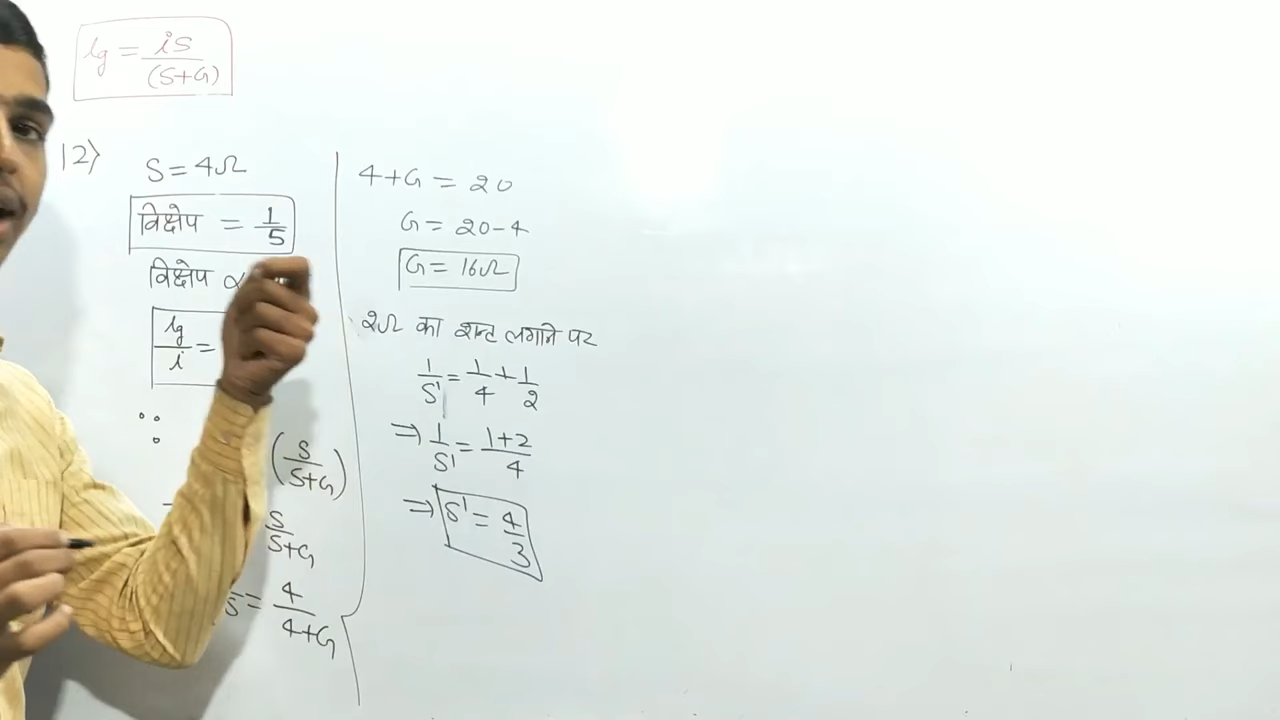 ig = iS/(S+G)
12)
S = 4Ω
विक्षेप = 1/5
विक्षेप α
ig/i =
∵
(S/S+G)
S/S+G
5 = 4/4+G
4+G = 20
G = 20-4
G = 16Ω
2Ω का शन्ट लगाने पर
1/S' = 1/4 + 1/2
⇒ 1/S' = 1+2/4
⇒ S' = 4/3